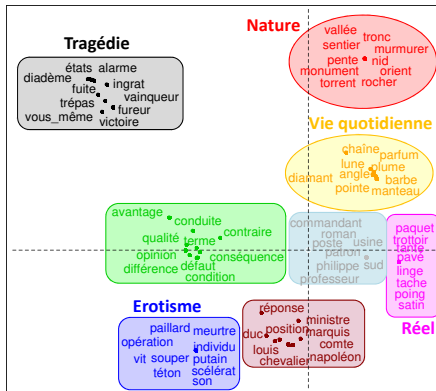 Nature
vallée
tronc
sentier
murmurer
pente
nid
monument
orient
torrent
rocher
Tragédie
états
alarme
diadème
ingrat
fuite
vainqueur
trépas
fureur
vous_même
victoire
Vie quotidienne
chaîne
parfum
lune
plume
diamant
angle
barbe
pointe
manteau
avantage
conduite
contraire
qualité
terme
opinion
conséquence
différence
défaut
condition
commandant
roman
poste
usine
patron
philippe
sud
professeur
paquet
trottoir
tante
pavé
linge
tache
poing
satin
Réel
Erotisme
paillard
meurtre
opération
individu
vit
souper
putain
téton
scélérat
son
réponse
ministre
duc
position
marquis
louis
comte
chevalier
napoléon